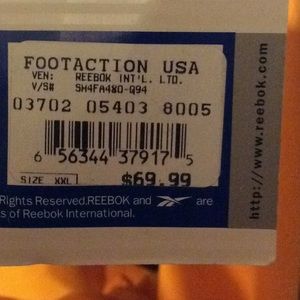 FOOTACTION USA
VEN: REEBOK INT'L. LTD.
V/S# SH4FA480-Q94
03702 05403 8005
6 56344 37917 5
SIZE XXL $69.99
Rights Reserved.REEBOK and are
s of Reebok International.
http://www.reebok.com